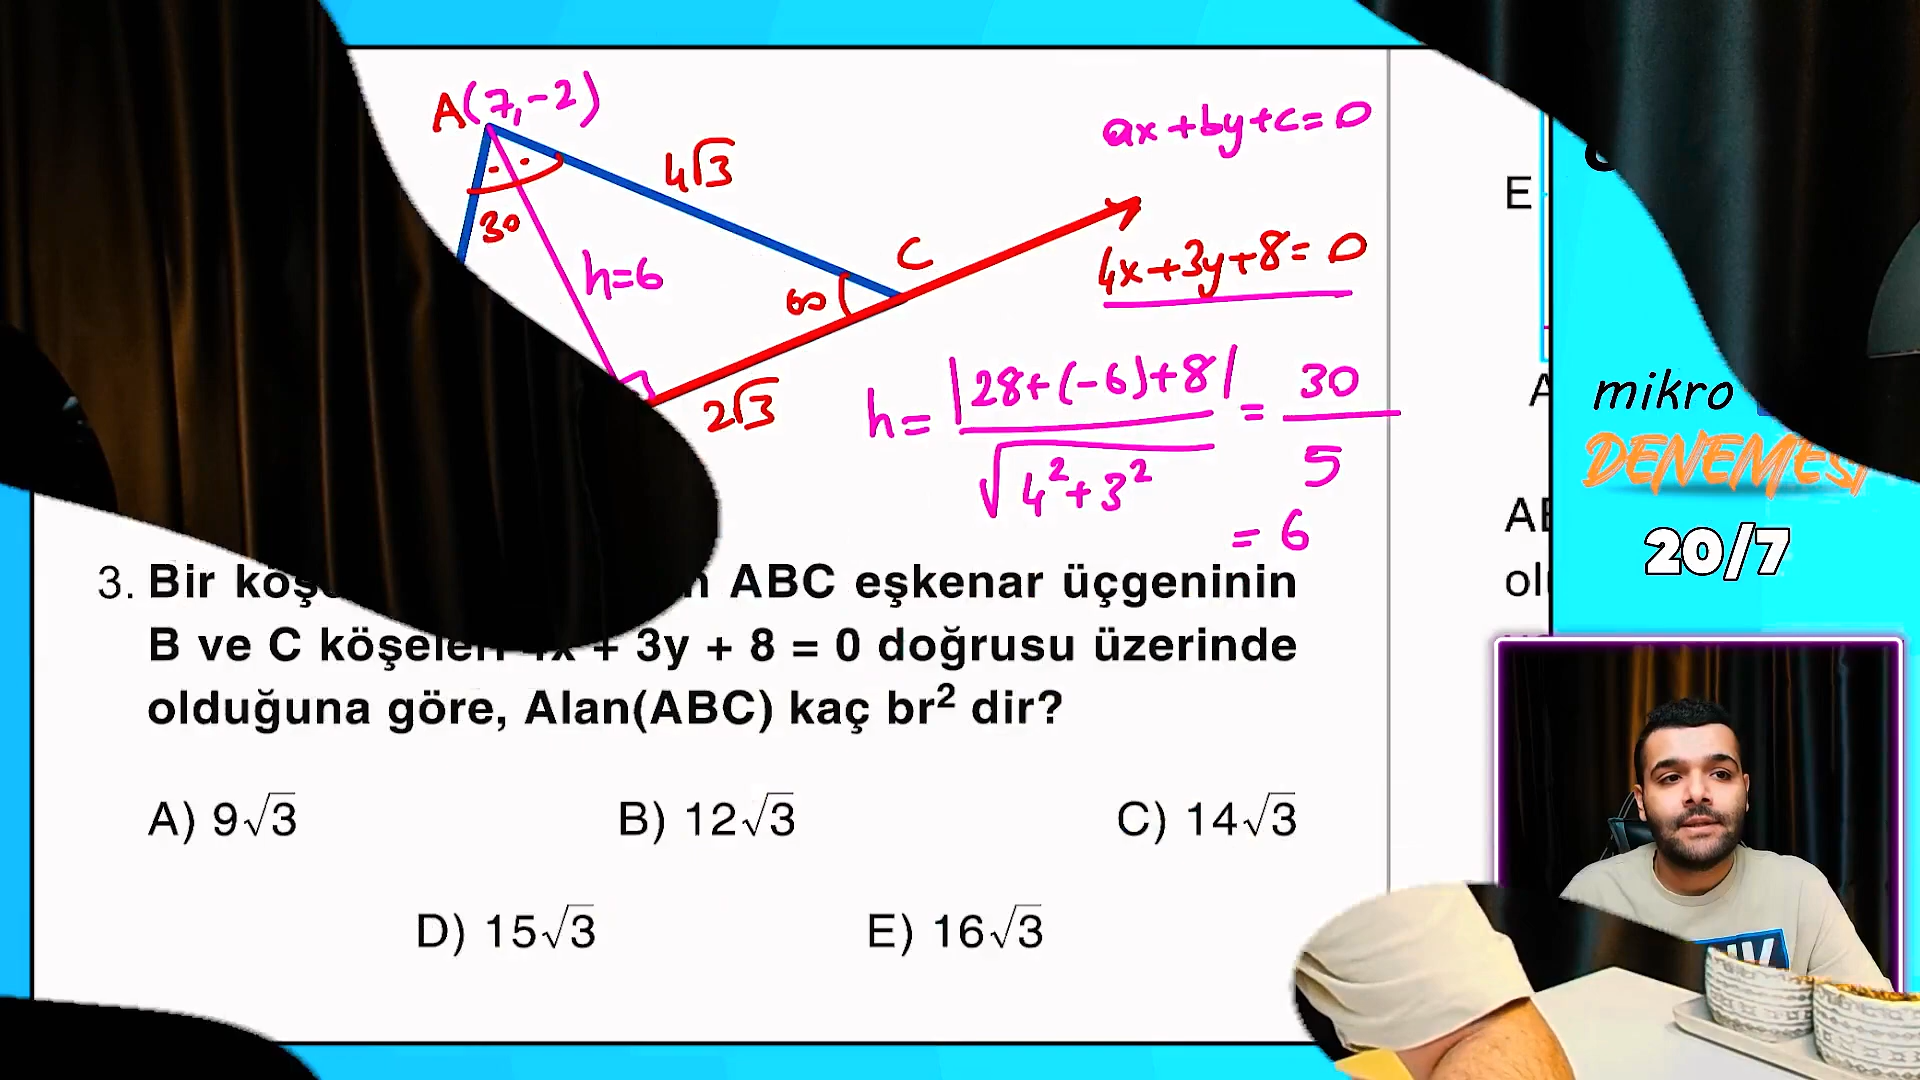 A(7,-2)
4√3
30
h=6
60
C
2√3
ax+by+c=0
4x+3y+8=0
h= |28+(-6)+8| / √4²+3² = 30/5
= 6
3. Bir ABC eşkenar üçgeninin
B ve C köşeleri 4x + 3y + 8 = 0 doğrusu üzerinde
olduğuna göre, Alan(ABC) kaç br² dir?
A) 9√3 B) 12√3 C) 14√3
D) 15√3 E) 16√3
E
A
mikro
DENEMESİ
20/7